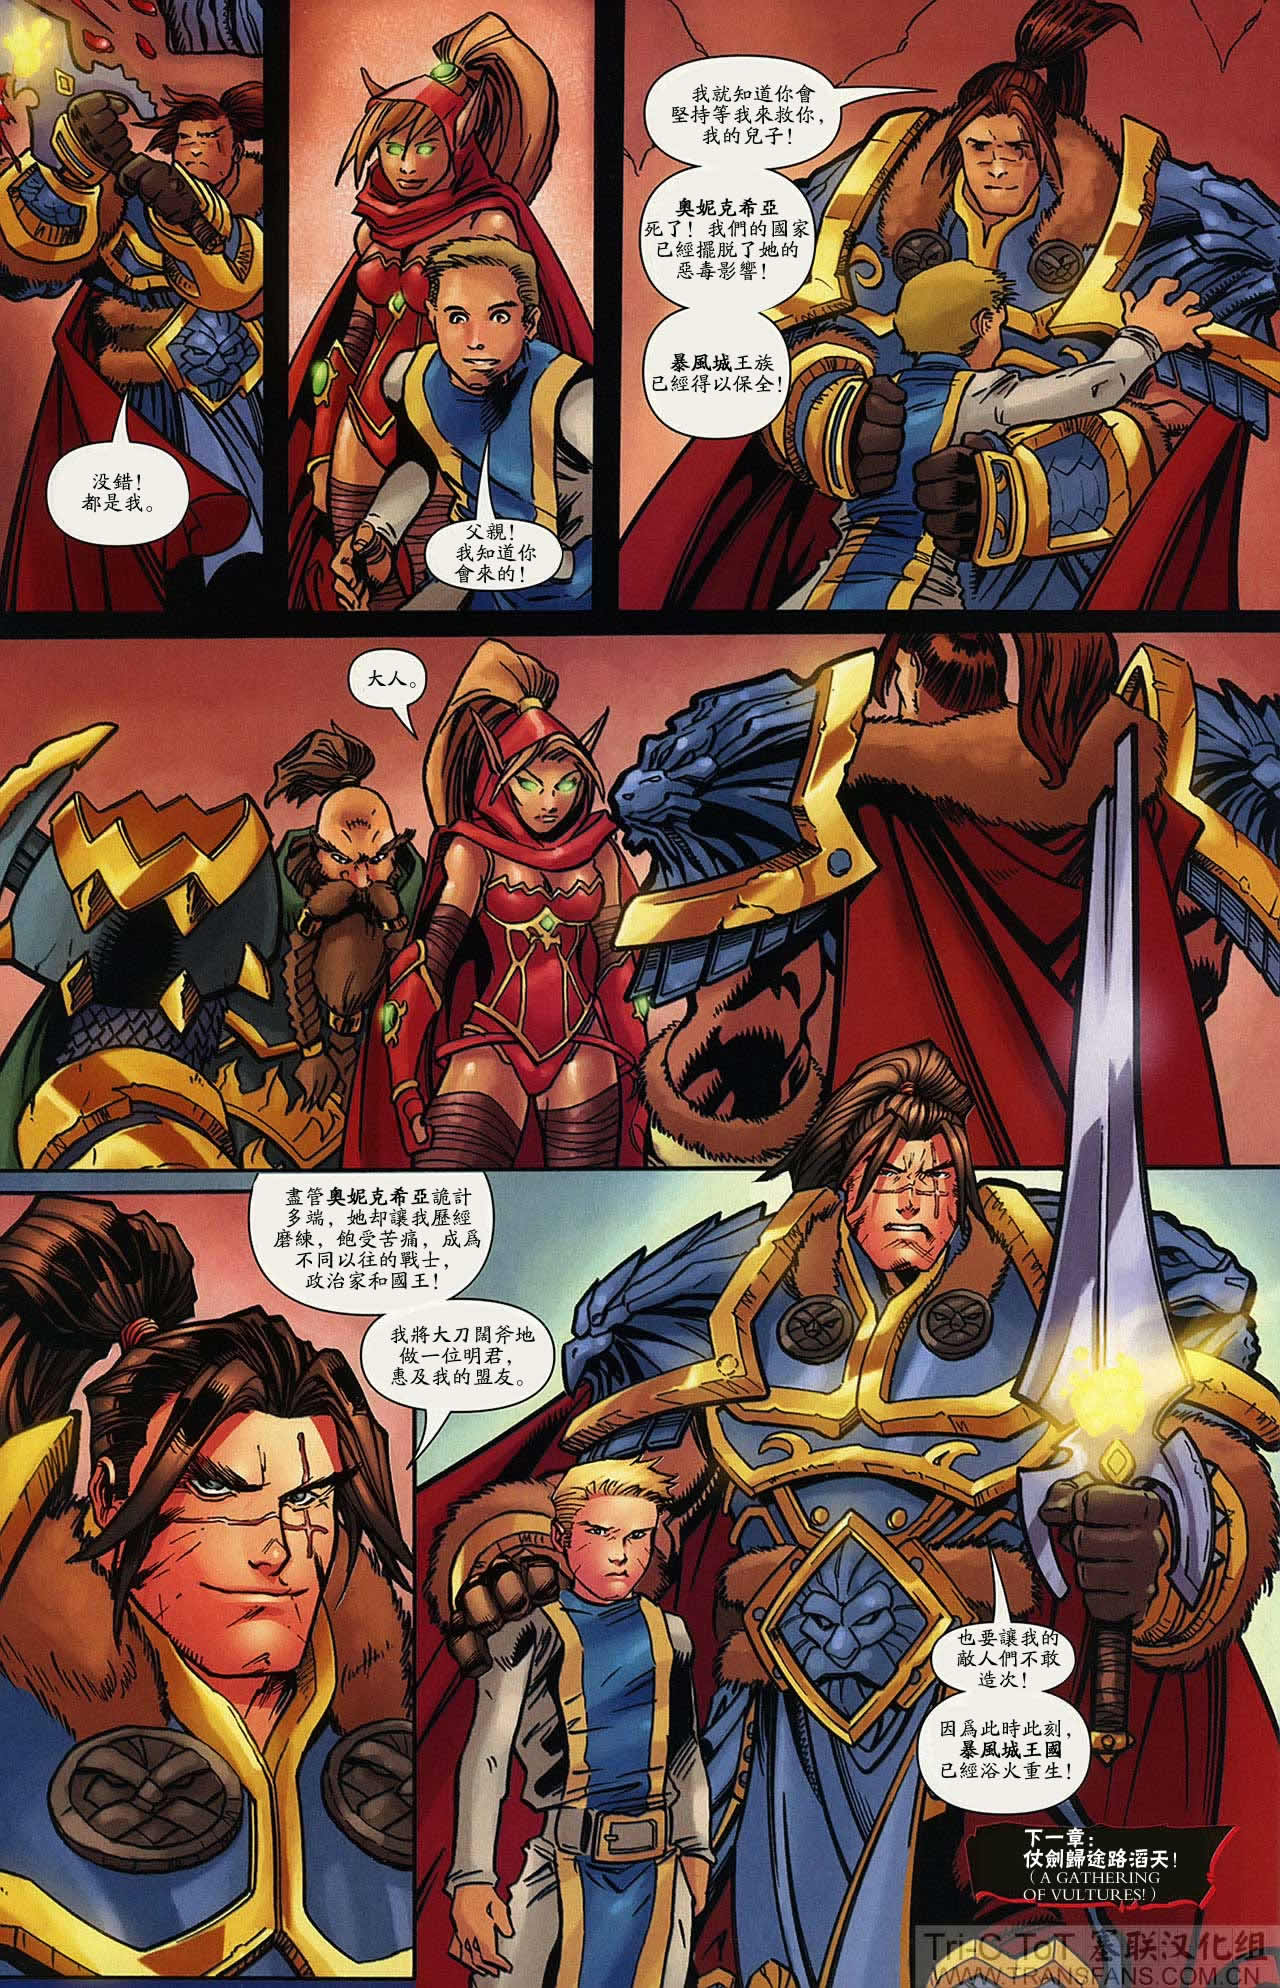 没錯！
都是我。
父親！
我知道你
會來的！
我就知道你會
堅持等我來救你，
我的兒子！
奧妮克希亞
死了！我們的國家
已經擺脱了她的
惡毒影響！
暴風城王族
已經得以保全！
大人。
盡管奧妮克希亞詭計
多端，她却讓我歷經
磨練，飽受苦痛，成爲
不同以往的戰士，
政治家和國王！
我將大刀闊斧地
做一位明君，
惠及我的盟友。
也要讓我的
敵人們不敢
造次！
因爲此時此刻，
暴風城王國
已經浴火重生！
下一章：
仗劍歸途路滔天！
（A GATHERING
OF VULTURES!）
Tri-C ToT 塞联汉化组
WWW.TRANSFANS.COM.CN